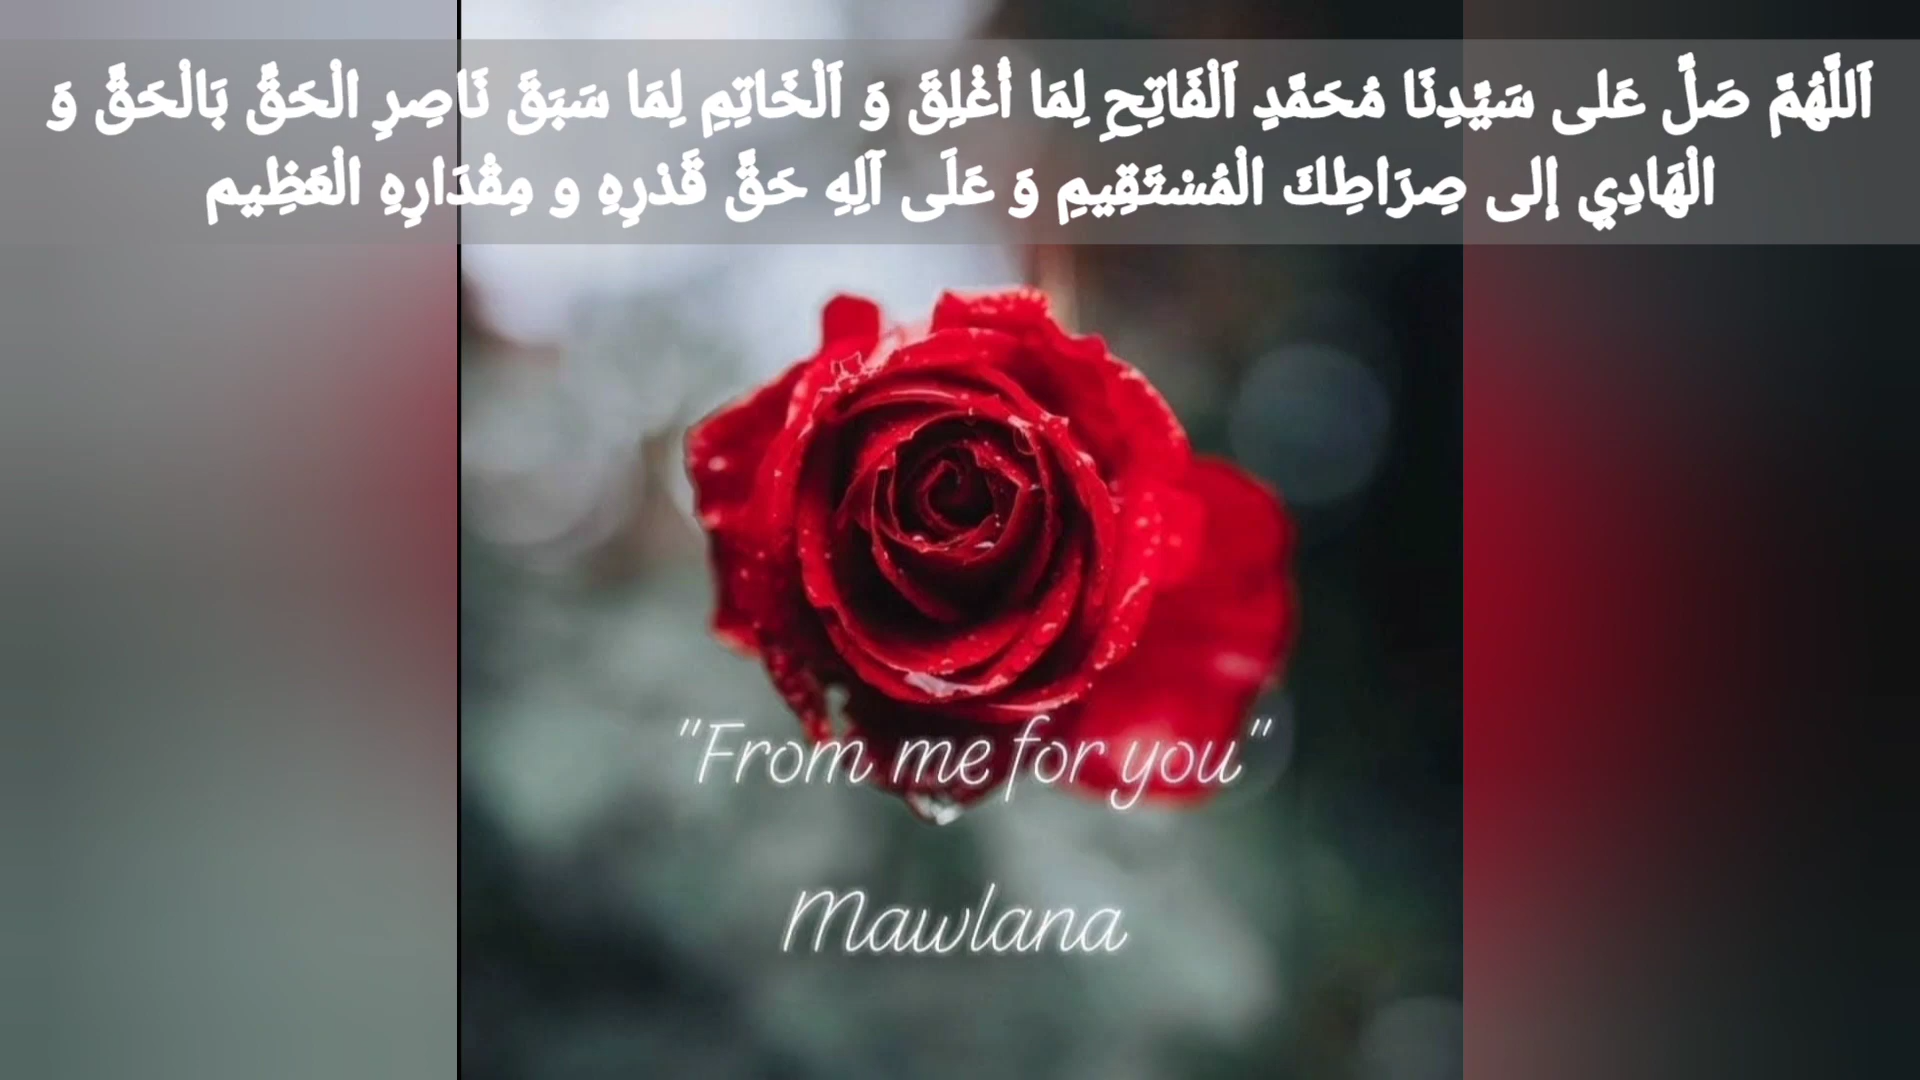 اَللَّهُمَّ صَلِّ عَلى سَيِّدِنَا مُحَمَّدٍ اَلْفَاتِحِ لِمَا أُغْلِقَ وَ اَلْخَاتِمِ لِمَا سَبَقَ نَاصِرِ الْحَقِّ بَالْحَقِّ وَ
الْهَادِي إلى صِرَاطِكَ الْمُسْتَقِيمِ وَ عَلَى آلِهِ حَقَّ قَدْرِهِ و مِقْدَارِهِ الْعَظِيم
"From me for you"
Mawlana